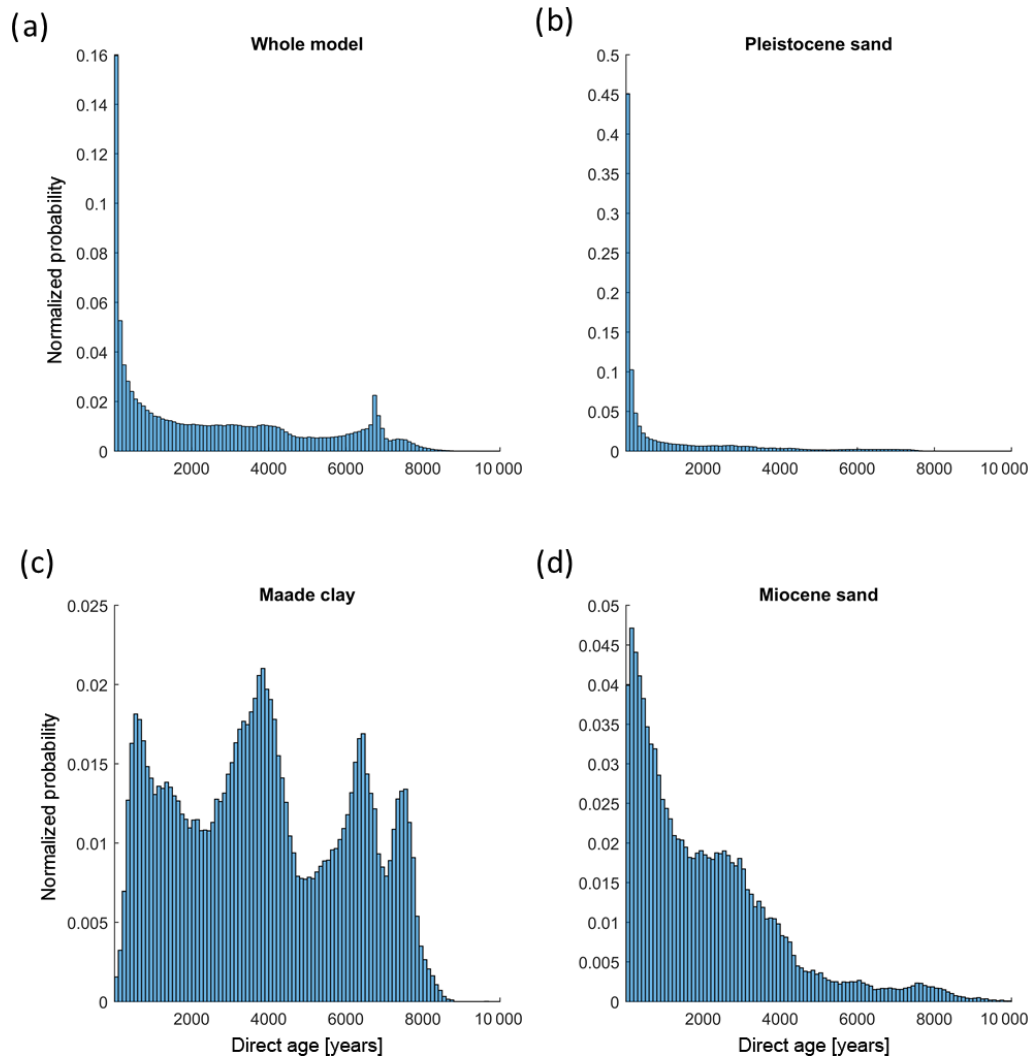 (a)
Whole model
Normalized probability
0.16
0.14
0.12
0.1
0.08
0.06
0.04
0.02
0
2000 4000 6000 8000 10 000
(b)
Pleistocene sand
0.5
0.45
0.4
0.35
0.3
0.25
0.2
0.15
0.1
0.05
0
2000 4000 6000 8000 10 000
(c)
Maade clay
Normalized probability
0.025
0.02
0.015
0.01
0.005
0
2000 4000 6000 8000 10 000
Direct age [years]
(d)
Miocene sand
0.05
0.045
0.04
0.035
0.03
0.025
0.02
0.015
0.01
0.005
0
2000 4000 6000 8000 10 000
Direct age [years]